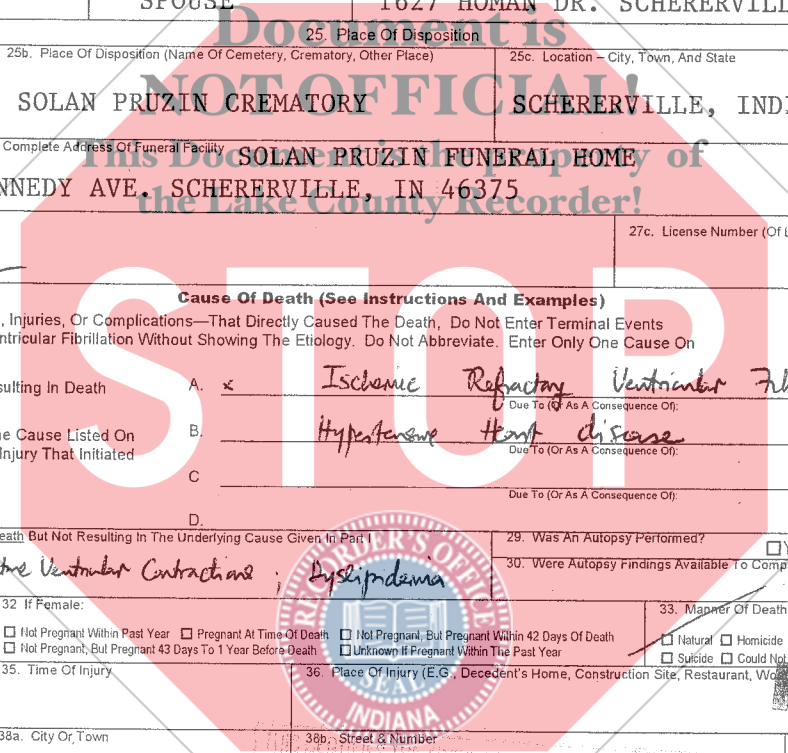 SPOUSE 1627 HOMAN DR. SCHERERVILL
Document is
25. Place Of Disposition
25b. Place Of Disposition (Name Of Cemetery, Crematory, Other Place) 25c. Location – City, Town, And State
NOT OFFICIAL!
SOLAN PRUZIN CREMATORY SCHERERVILLE, INDI
Complete Address Of Funeral Facility SOLAN PRUZIN FUNERAL HOME
This Document is the property of
NNEDY AVE. SCHERERVILLE, IN 46375
the Lake County Recorder!
27c. License Number (Of L
STOP
Cause Of Death (See Instructions And Examples)
, Injuries, Or Complications—That Directly Caused The Death, Do Not Enter Terminal Events
ntricular Fibrillation Without Showing The Etiology. Do Not Abbreviate. Enter Only One Cause On
sulting In Death A. x Ischemic Refractory Ventricular Fib
Due To (Or As A Consequence Of):
e Cause Listed On B. Hypertensive Heart disease
Injury That Initiated Due To (Or As A Consequence Of):
C
Due To (Or As A Consequence Of):
D.
eath But Not Resulting In The Underlying Cause Given In Part I 29. Was An Autopsy Performed? Y
30. Were Autopsy Findings Available To Comp
ture Ventricular Contractions, Dyslipidemia
RECORDER'S OFFICE
SEAL
INDIANA
32 If Female: 33. Manner Of Death
Not Pregnant Within Past Year Pregnant At Time Of Death Not Pregnant, But Pregnant Within 42 Days Of Death Natural Homicide
Not Pregnant, But Pregnant 43 Days To 1 Year Before Death Unknown If Pregnant Within The Past Year Suicide Could Not
35. Time Of Injury 36. Place Of Injury (E.G., Decedent's Home, Construction Site, Restaurant, Wo
38a. City Or Town 38b. Street & Number